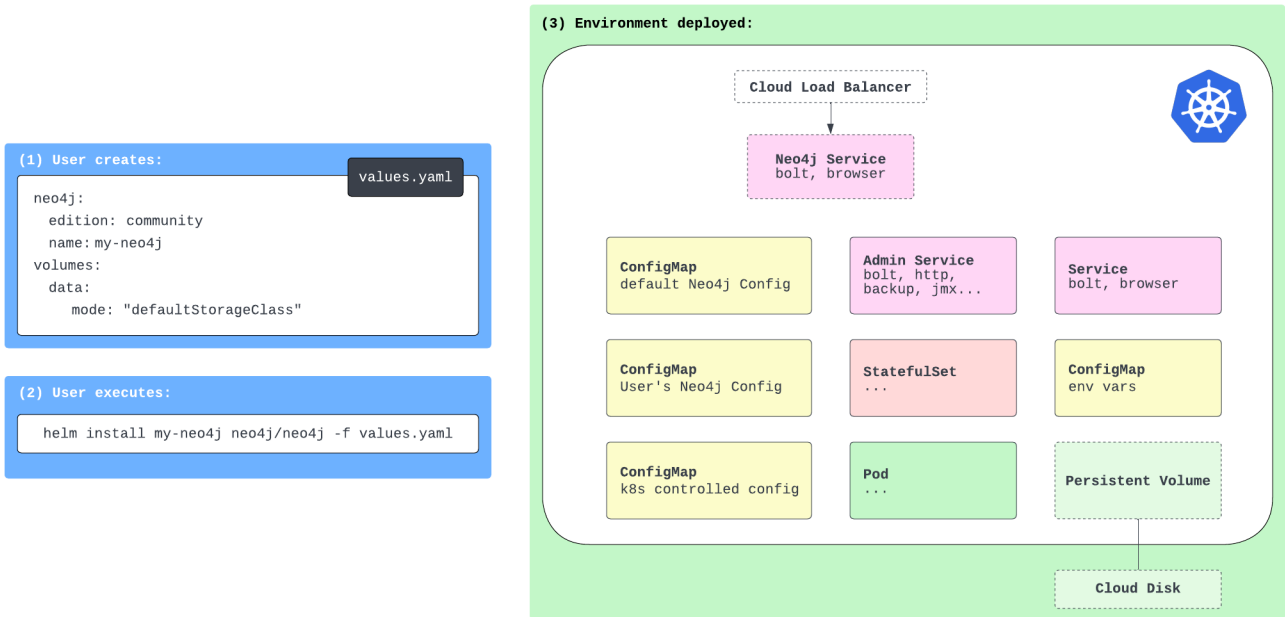 (1) User creates:
values.yaml
neo4j:
edition: community
name: my-neo4j
volumes:
data:
mode: "defaultStorageClass"
(2) User executes:
helm install my-neo4j neo4j/neo4j -f values.yaml
(3) Environment deployed:
Cloud Load Balancer
Neo4j Service
bolt, browser
ConfigMap
default Neo4j Config
Admin Service
bolt, http,
backup, jmx...
Service
bolt, browser
ConfigMap
User's Neo4j Config
StatefulSet
...
ConfigMap
env vars
ConfigMap
k8s controlled config
Pod
...
Persistent Volume
Cloud Disk